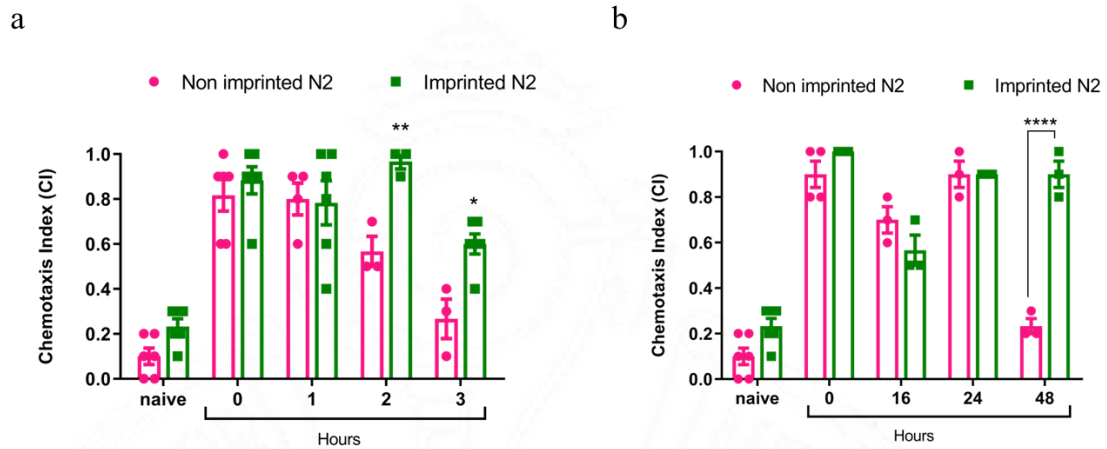 a
Non imprinted N2 Imprinted N2
Chemotaxis Index (CI)
1.0
0.8
0.6
0.4
0.2
0.0
** *
naive 0 1 2 3
Hours
b
Non imprinted N2 Imprinted N2
Chemotaxis Index (CI)
1.0
0.8
0.6
0.4
0.2
0.0
****
naive 0 16 24 48
Hours